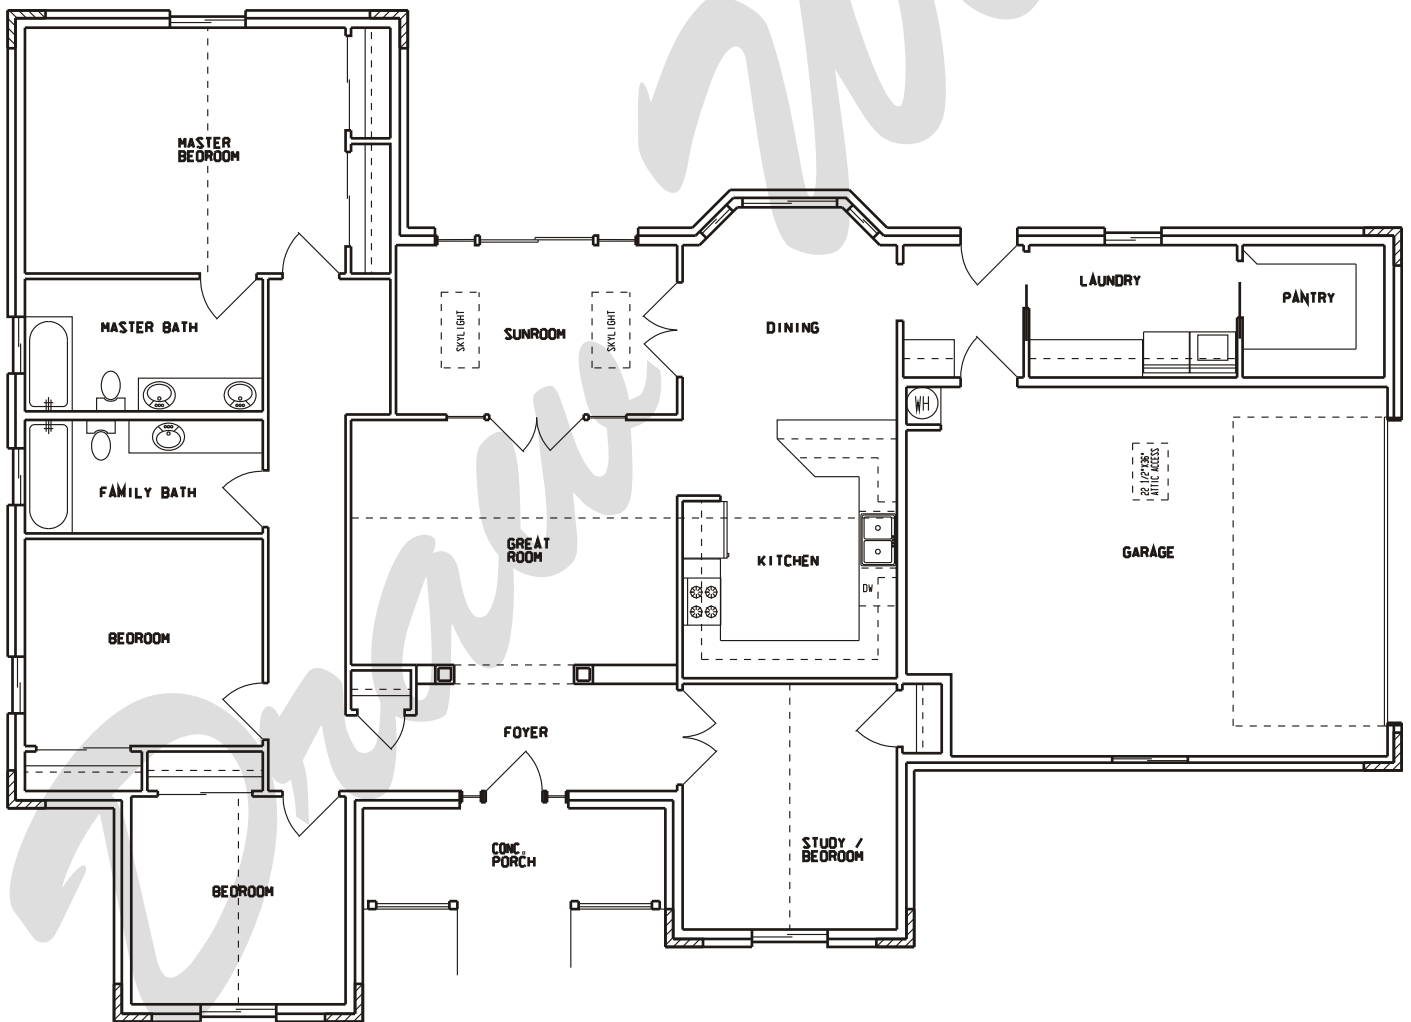 MASTER
BEDROOM
MASTER BATH
FAMILY BATH
BEDROOM
BEDROOM
SKYLIGHT
SUNROOM
SKYLIGHT
DINING
LAUNDRY
PANTRY
WH
22 1/2"X36"
ATTIC ACCESS
GARAGE
GREAT
ROOM
KITCHEN
DW
FOYER
CONC.
PORCH
STUDY /
BEDROOM
Draw